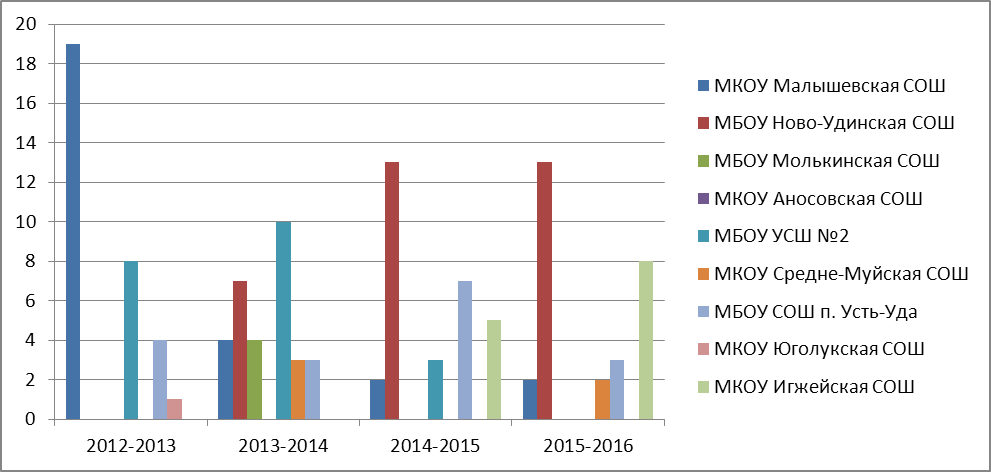 20
18
16
14
12
10
8
6
4
2
0
2012-2013
2013-2014
2014-2015
2015-2016
МКОУ Малышевская СОШ
МБОУ Ново-Удинская СОШ
МБОУ Молькинская СОШ
МКОУ Аносовская СОШ
МБОУ УСШ №2
МКОУ Средне-Муйская СОШ
МБОУ СОШ п. Усть-Уда
МКОУ Юголукская СОШ
МКОУ Игжейская СОШ